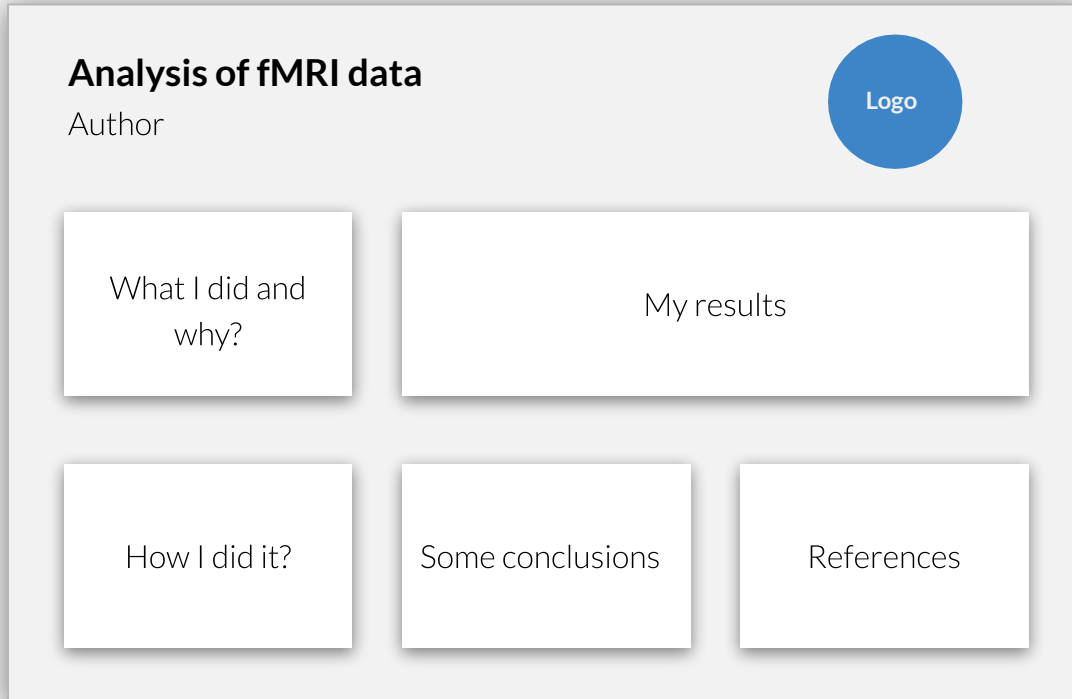 Analysis of fMRI data
Author
Logo
What I did and
why?
My results
How I did it?
Some conclusions
References